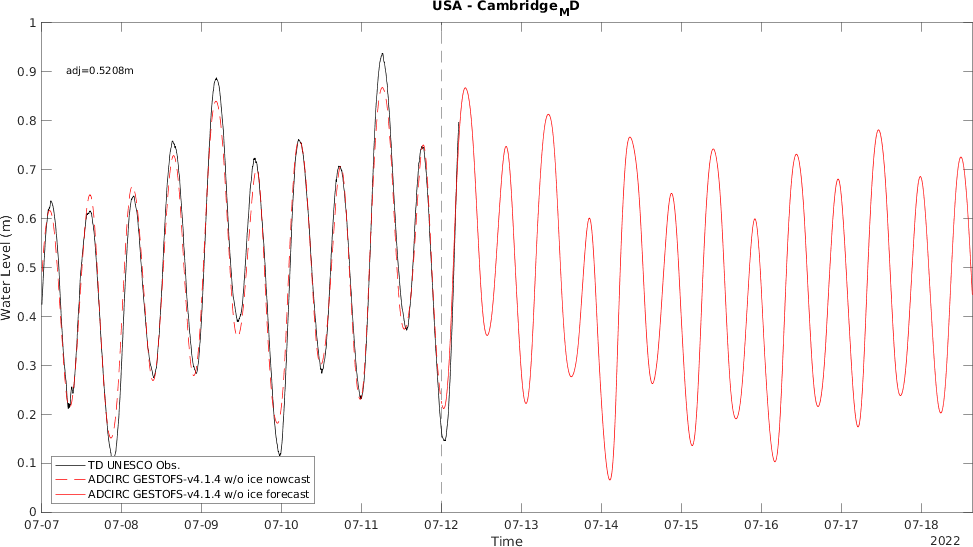 USA - Cambridge_MD
1
0.9
0.8
0.7
0.6
0.5
0.4
0.3
0.2
0.1
0
Water Level (m)
adj=0.5208m
TD UNESCO Obs.
ADCIRC GESTOFS-v4.1.4 w/o ice nowcast
ADCIRC GESTOFS-v4.1.4 w/o ice forecast
07-07 07-08 07-09 07-10 07-11 07-12 07-13 07-14 07-15 07-16 07-17 07-18
Time
2022